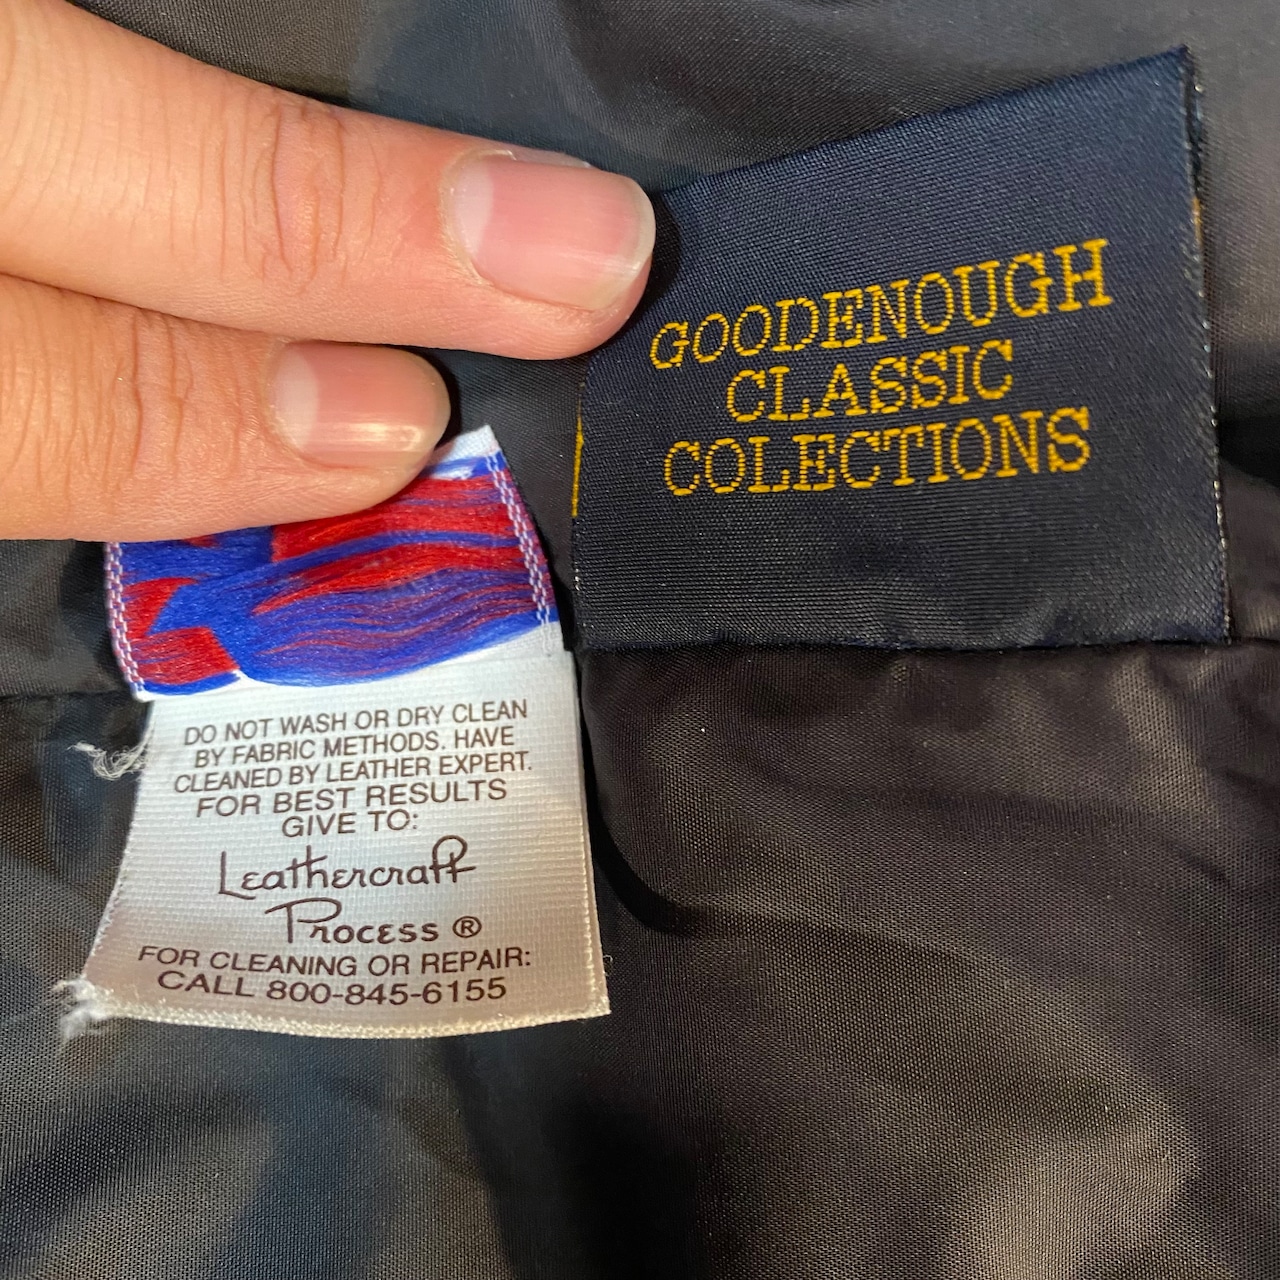 GOODENOUGH
CLASSIC
COLECTIONS
DO NOT WASH OR DRY CLEAN
BY FABRIC METHODS. HAVE
CLEANED BY LEATHER EXPERT.
FOR BEST RESULTS
GIVE TO:
Leathercraft
Process ®
FOR CLEANING OR REPAIR:
CALL 800-845-6155